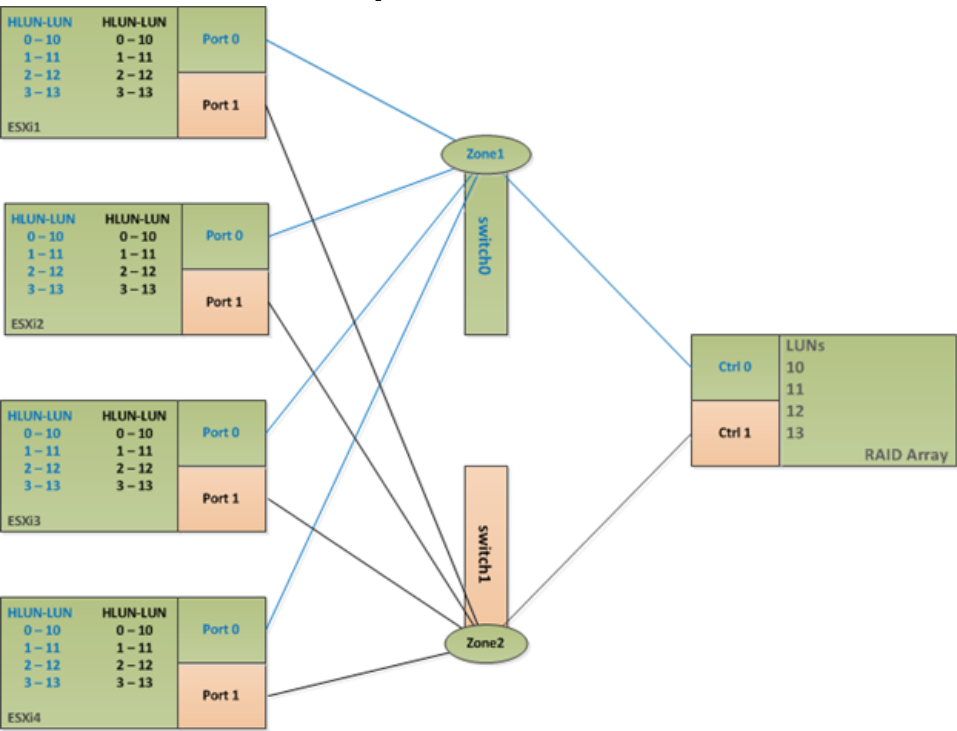 HLUN-LUN HLUN-LUN
0 – 10 0 – 10
1 – 11 1 – 11
2 – 12 2 – 12
3 – 13 3 – 13
ESXi1
Port 0
Port 1
HLUN-LUN HLUN-LUN
0 – 10 0 – 10
1 – 11 1 – 11
2 – 12 2 – 12
3 – 13 3 – 13
ESXi2
Port 0
Port 1
HLUN-LUN HLUN-LUN
0 – 10 0 – 10
1 – 11 1 – 11
2 – 12 2 – 12
3 – 13 3 – 13
ESXi3
Port 0
Port 1
HLUN-LUN HLUN-LUN
0 – 10 0 – 10
1 – 11 1 – 11
2 – 12 2 – 12
3 – 13 3 – 13
ESXi4
Port 0
Port 1
Zone1
switch0
switch1
Zone2
Ctrl 0
Ctrl 1
LUNs
10
11
12
13
RAID Array